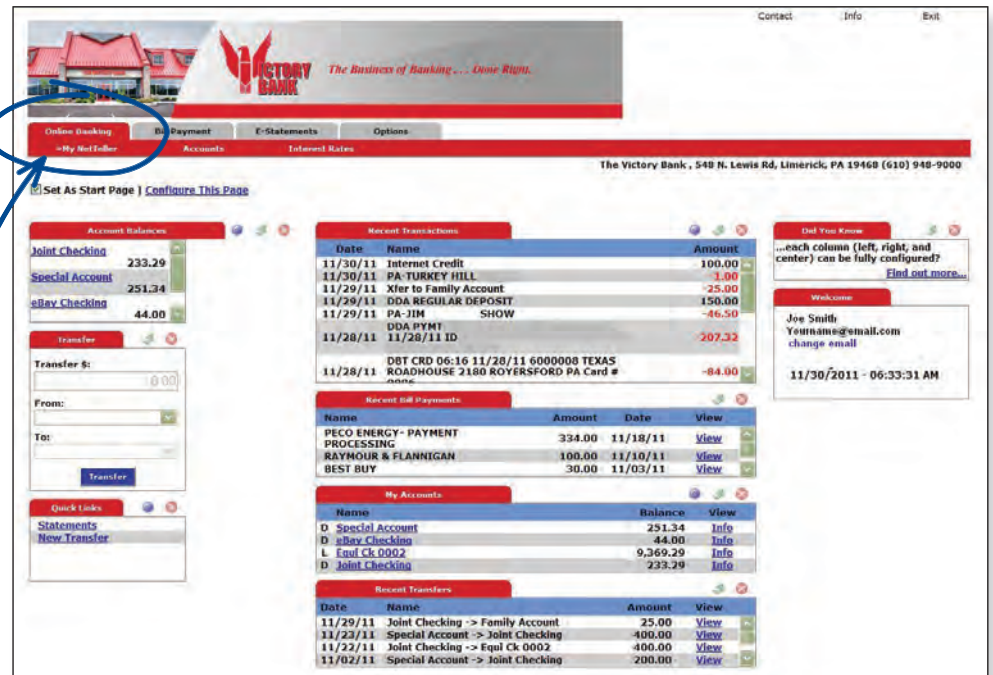 Contact Info Exit
VICTORY BANK
The Business of Banking . . . Done Right.
Online Banking Bill Payment E-Statements Options
»My NetTeller Accounts Interest Rates
The Victory Bank , 548 N. Lewis Rd, Limerick, PA 19468 (610) 948-9000
Set As Start Page | Configure This Page
Account Balances
Joint Checking
233.29
Special Account
251.34
eBay Checking
44.00
Transfer
Transfer $:
0.00
From:
To:
Transfer
Quick Links
Statements
New Transfer
Recent Transactions
Date Name Amount
11/30/11 Internet Credit 100.00
11/30/11 PA-TURKEY HILL 1.00
11/29/11 Xfer to Family Account -25.00
11/29/11 DDA REGULAR DEPOSIT 150.00
11/29/11 PA-JIM SHOW -46.50
DDA PYMT
11/28/11 11/28/11 ID -207.32
DBT CRD 06:16 11/28/11 6000008 TEXAS
11/28/11 ROADHOUSE 2180 ROYERSFORD PA Card # -84.00
Recent Bill Payments
Name Amount Date View
PECO ENERGY- PAYMENT
PROCESSING 334.00 11/18/11 View
RAYMOUR & FLANNIGAN 100.00 11/10/11 View
BEST BUY 30.00 11/03/11 View
My Accounts
Name Balance View
D Special Account 251.34 Info
D eBay Checking 44.00 Info
L Equi Ck 0002 9,369.29 Info
D Joint Checking 233.29 Info
Recent Transfers
Date Name Amount View
11/29/11 Joint Checking -> Family Account 25.00 View
11/23/11 Special Account -> Joint Checking 400.00 View
11/22/11 Joint Checking -> Equi Ck 0002 400.00 View
11/02/11 Special Account -> Joint Checking 200.00 View
Did You Know
...each column (left, right, and
center) can be fully configured?
Find out more...
Welcome
Joe Smith
Yourname@email.com
change email
11/30/2011 - 06:33:31 AM